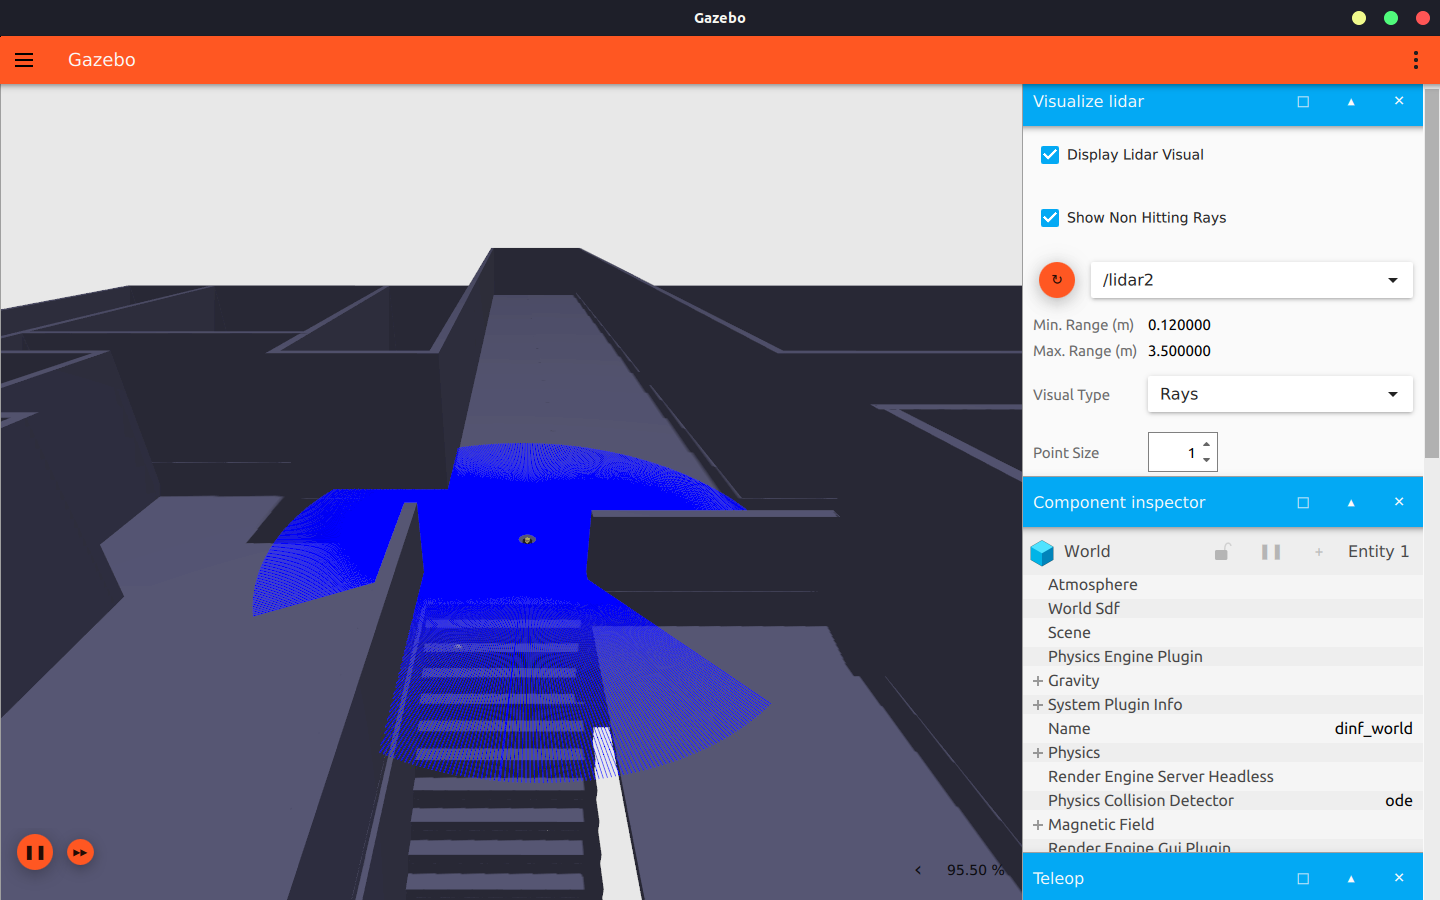 Gazebo
Gazebo
Visualize lidar
Display Lidar Visual
Show Non Hitting Rays
/lidar2
Min. Range (m) 0.120000
Max. Range (m) 3.500000
Visual Type Rays
Point Size 1
Component inspector
World Entity 1
Atmosphere
World Sdf
Scene
Physics Engine Plugin
Gravity
System Plugin Info
Name dinf_world
Physics
Render Engine Server Headless
Physics Collision Detector ode
Magnetic Field
Render Engine Gui Plugin
Teleop
95.50 %